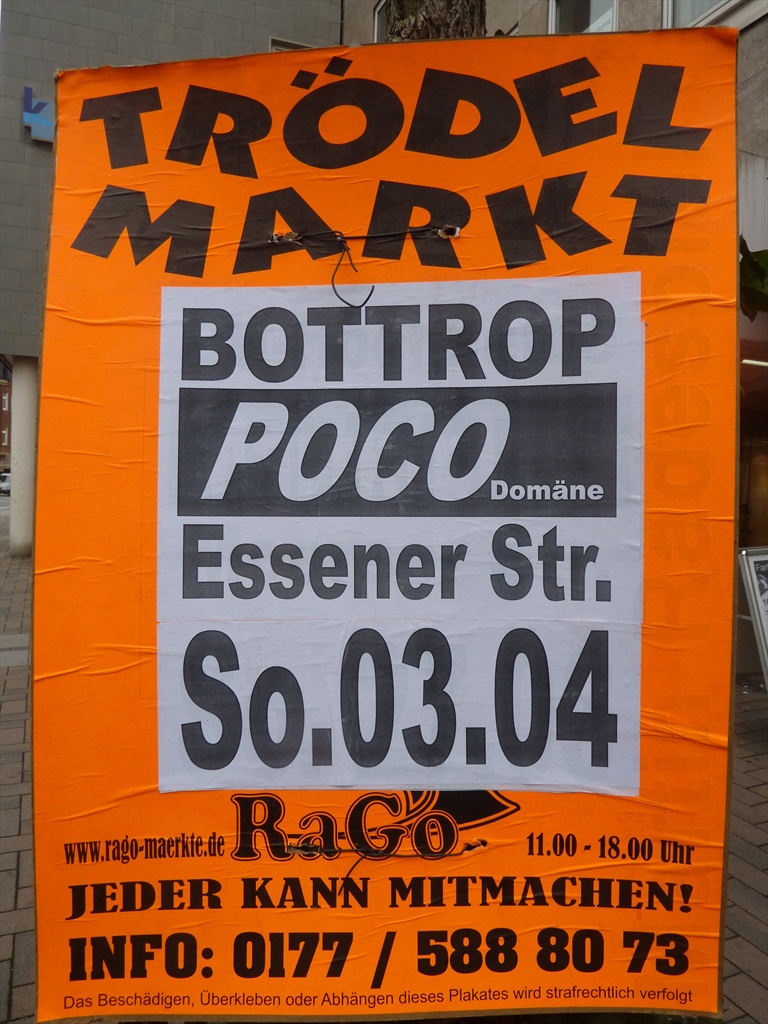 TRÖDEL
MARKT
BOTTROP
POCO Domäne
Essener Str.
So.03.04
www.rago-maerkte.de RaGo 11.00 - 18.00 Uhr
JEDER KANN MITMACHEN!
INFO: 0177 / 588 80 73
Das Beschädigen, Überkleben oder Abhängen dieses Plakates wird strafrechtlich verfolgt